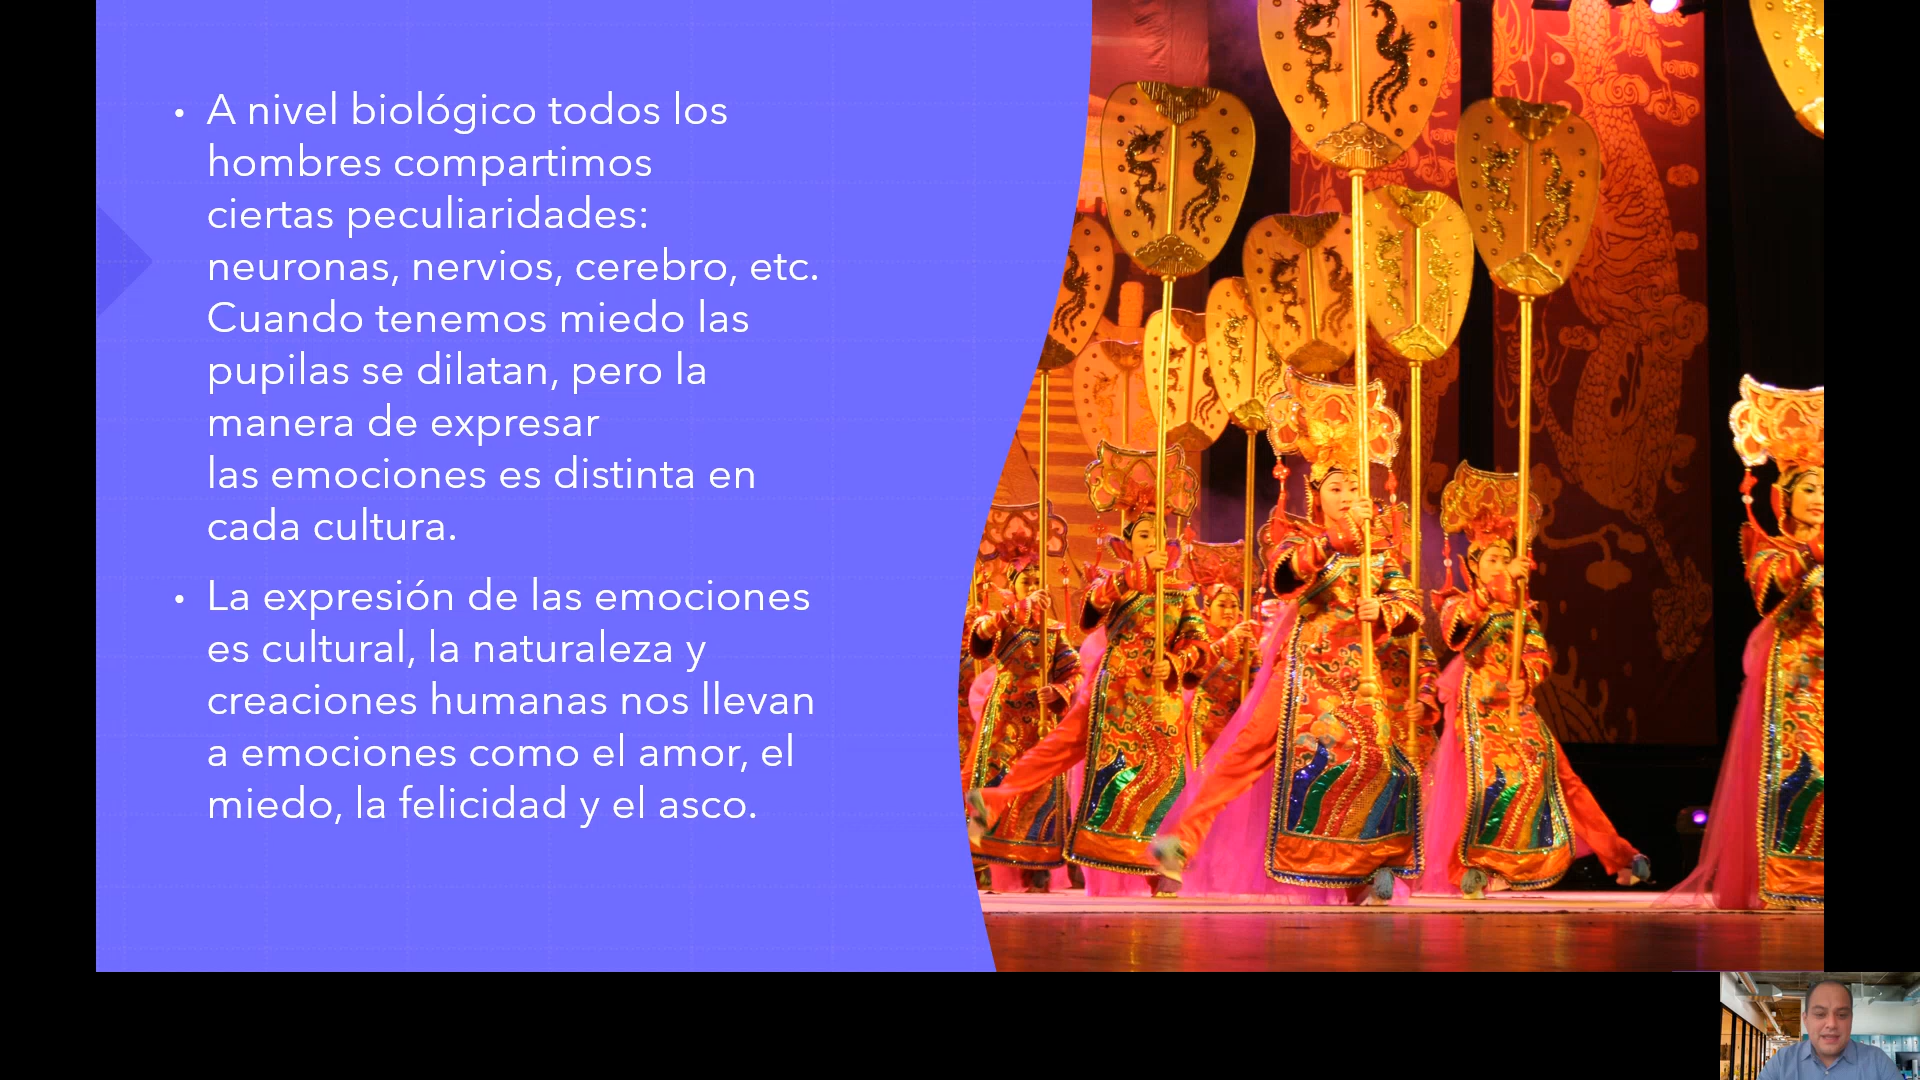 • A nivel biológico todos los
hombres compartimos
ciertas peculiaridades:
neuronas, nervios, cerebro, etc.
Cuando tenemos miedo las
pupilas se dilatan, pero la
manera de expresar
las emociones es distinta en
cada cultura.
• La expresión de las emociones
es cultural, la naturaleza y
creaciones humanas nos llevan
a emociones como el amor, el
miedo, la felicidad y el asco.